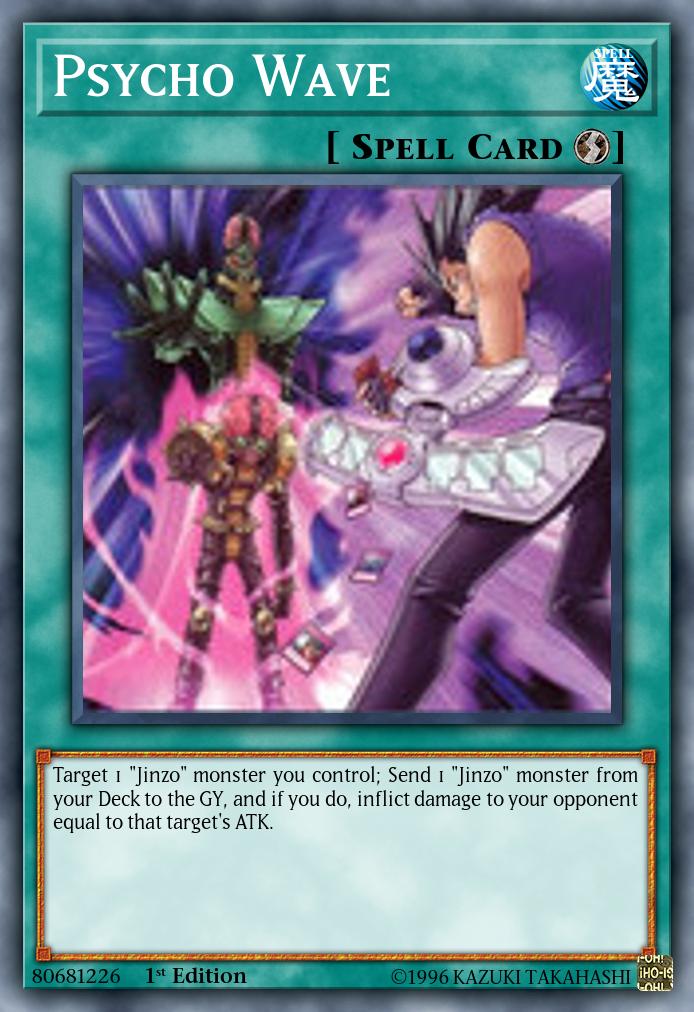 PSYCHO WAVE
SPELL
魔
[ SPELL CARD ]
Target 1 "Jinzo" monster you control; Send 1 "Jinzo" monster from
your Deck to the GY, and if you do, inflict damage to your opponent
equal to that target's ATK.
80681226 1st Edition ©1996 KAZUKI TAKAHASHI